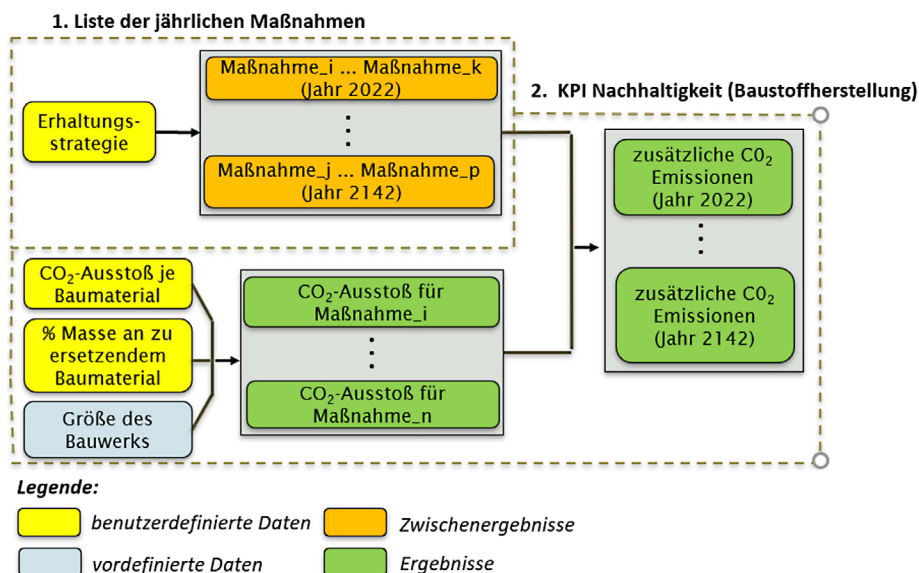 1. Liste der jährlichen Maßnahmen
Maßnahme_i ... Maßnahme_k
(Jahr 2022)
Erhaltungs-
strategie
Maßnahme_j ... Maßnahme_p
(Jahr 2142)
2. KPI Nachhaltigkeit (Baustoffherstellung)
zusätzliche C0₂
Emissionen
(Jahr 2022)
zusätzliche C0₂
Emissionen
(Jahr 2142)
CO₂-Ausstoß je
Baumaterial
% Masse an zu
ersetzendem
Baumaterial
Größe des
Bauwerks
CO₂-Ausstoß für
Maßnahme_i
CO₂-Ausstoß für
Maßnahme_n
Legende:
benutzerdefinierte Daten
Zwischenergebnisse
vordefinierte Daten
Ergebnisse